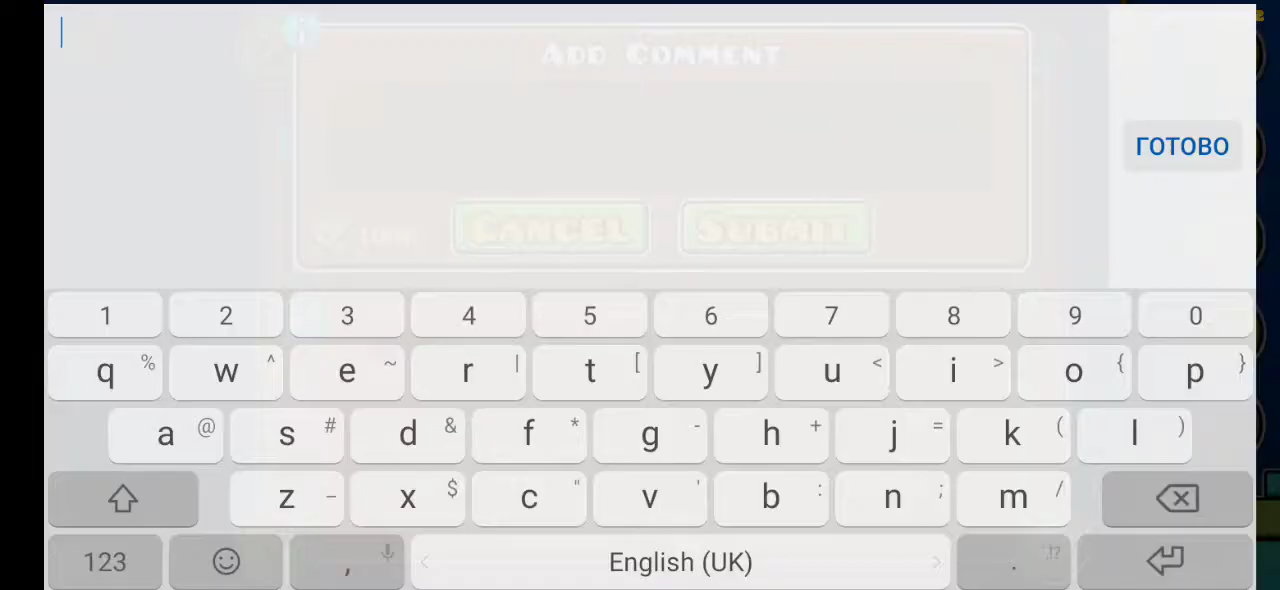 Add Comment
ГОТОВО
Cancel Submit
1 2 3 4 5 6 7 8 9 0
q % w ^ e ~ r | t [ y ] u < i > o { p }
a @ s # d & f * g - h + j = k ( l )
z _ x $ c " v ' b : n ; m /
123 , < English (UK) > . .!?